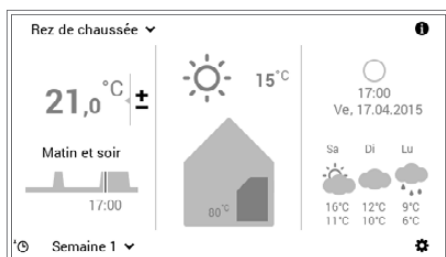 Rez de chaussée
21,0 °C ±
Matin et soir
17:00
Semaine 1
15 °C
80 °C
17:00
Ve, 17.04.2015
Sa Di Lu
16°C 12°C 9°C
11°C 10°C 6°C